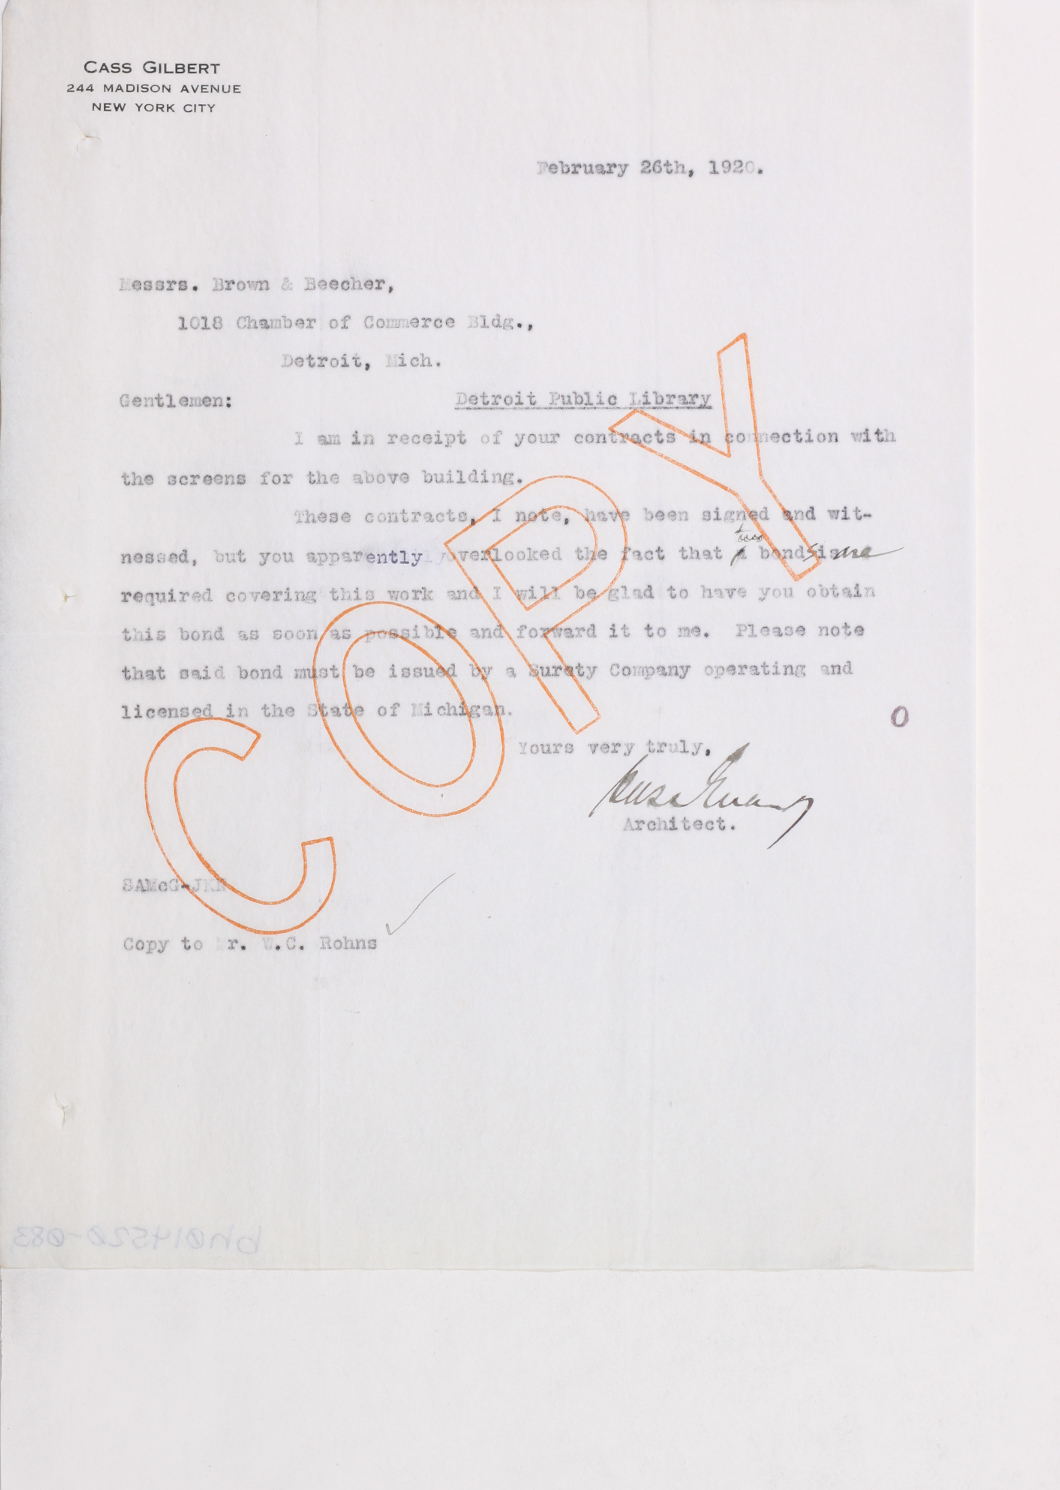 CASS GILBERT
244 MADISON AVENUE
NEW YORK CITY
February 26th, 1920.
Messrs. Brown & Beecher,
1018 Chamber of Commerce Bldg.,
Detroit, Mich.
Gentlemen: Detroit Public Library
I am in receipt of your contracts in connection with
the screens for the above building.
These contracts, I note, have been signed and wit-
nessed, but you apparently overlooked the fact that two bonds are
required covering this work and I will be glad to have you obtain
this bond as soon as possible and forward it to me. Please note
that said bond must be issued by a Surety Company operating and
licensed in the State of Michigan.
O
Yours very truly,
Cass Gilbert
Architect.
SAMcG-JKN
Copy to Mr. W.C. Rohns
COPY
bh014520-083